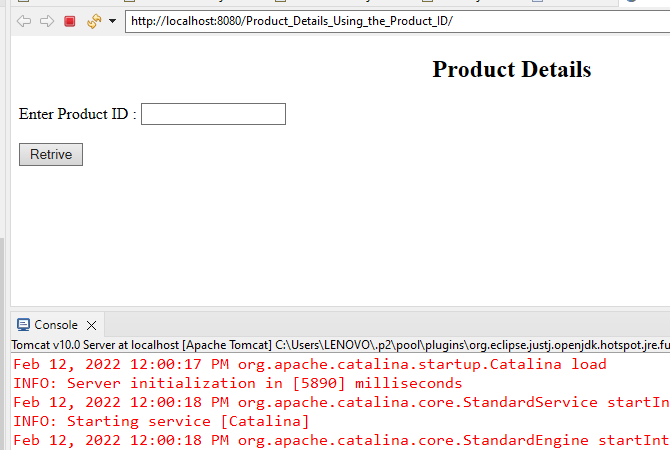 http://localhost:8080/Product_Details_Using_the_Product_ID/
Product Details
Enter Product ID :
Retrive
Console
Tomcat v10.0 Server at localhost [Apache Tomcat] C:\Users\LENOVO\.p2\pool\plugins\org.eclipse.justj.openjdk.hotspot.jre.fu
Feb 12, 2022 12:00:17 PM org.apache.catalina.startup.Catalina load
INFO: Server initialization in [5890] milliseconds
Feb 12, 2022 12:00:18 PM org.apache.catalina.core.StandardService startIn
INFO: Starting service [Catalina]
Feb 12, 2022 12:00:18 PM org.apache.catalina.core.StandardEngine startInt